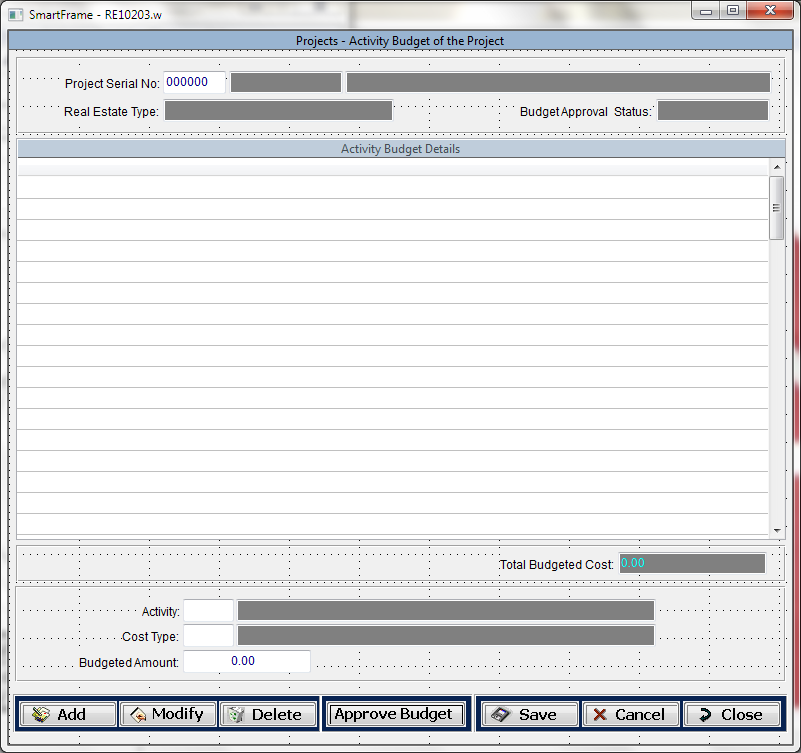 SmartFrame - RE10203.w
Projects - Activity Budget of the Project
Project Serial No: 000000
Real Estate Type: Budget Approval Status:
Activity Budget Details
Total Budgeted Cost: 0.00
Activity:
Cost Type:
Budgeted Amount: 0.00
Add Modify Delete Approve Budget Save Cancel Close